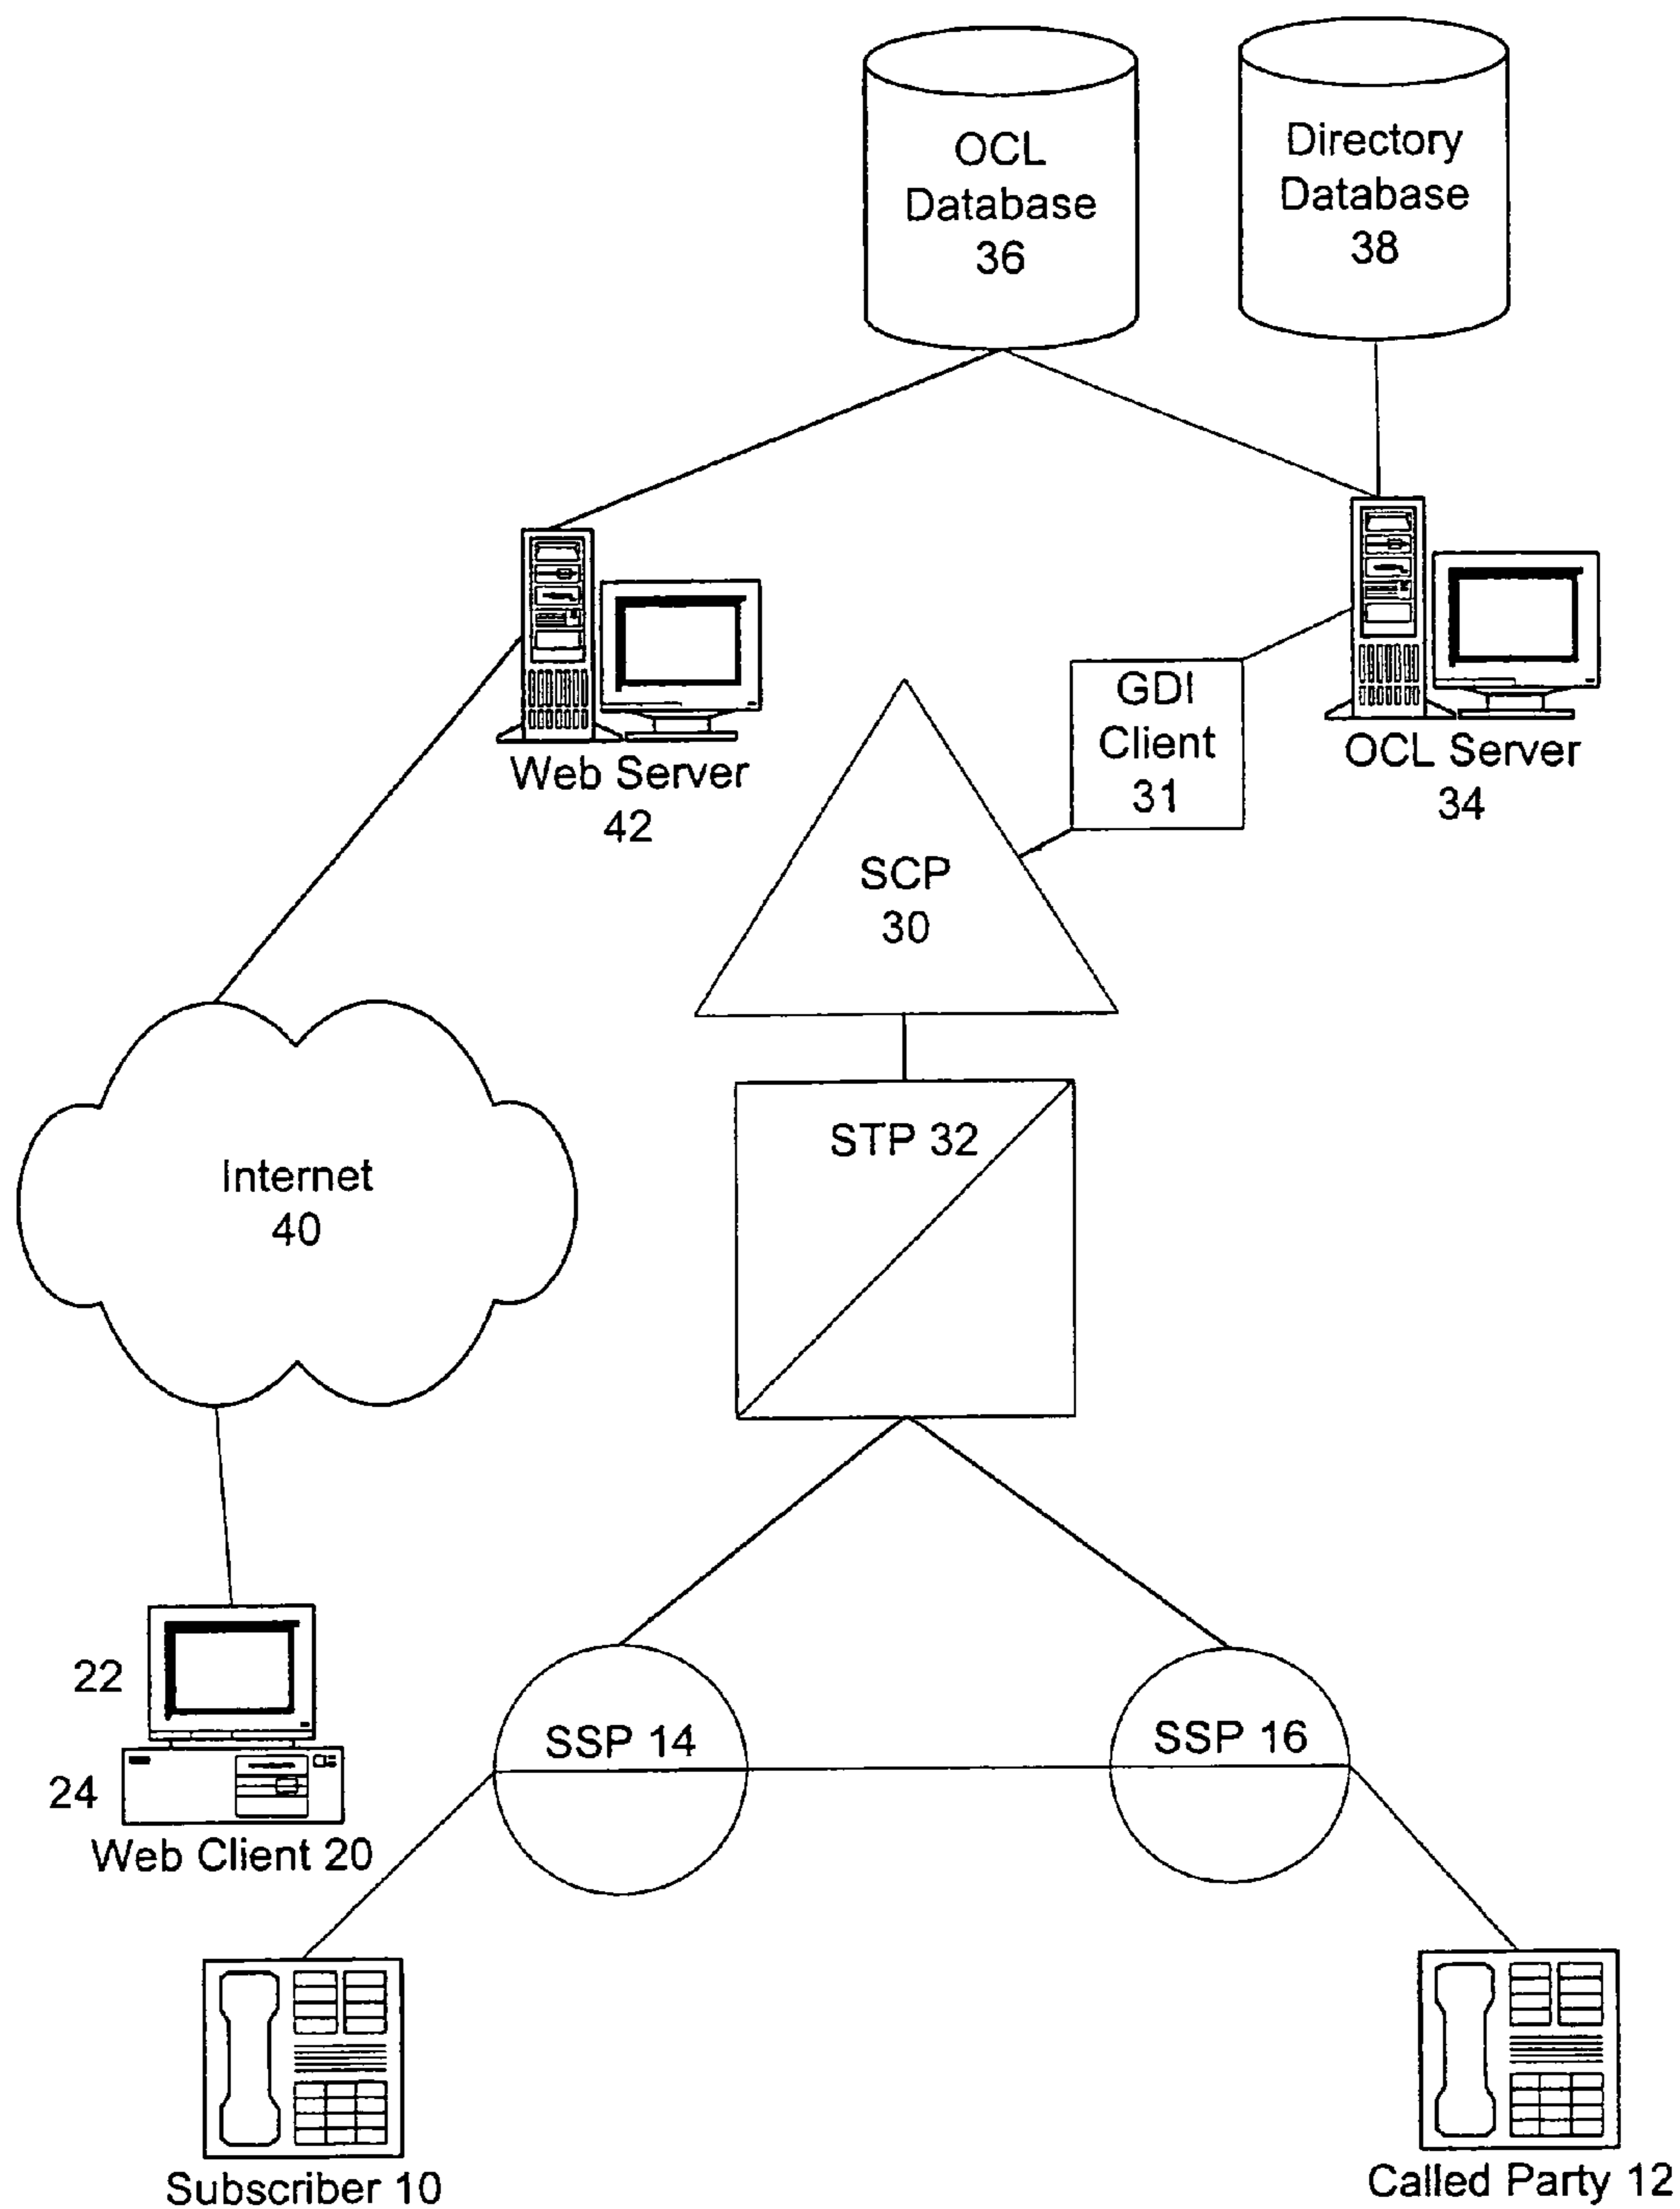 OCL
Database
36
Directory
Database
38
GDI
Client
31
OCL Server
34
Web Server
42
SCP
30
STP 32
Internet
40
22
24
Web Client 20
SSP 14
SSP 16
Subscriber 10
Called Party 12